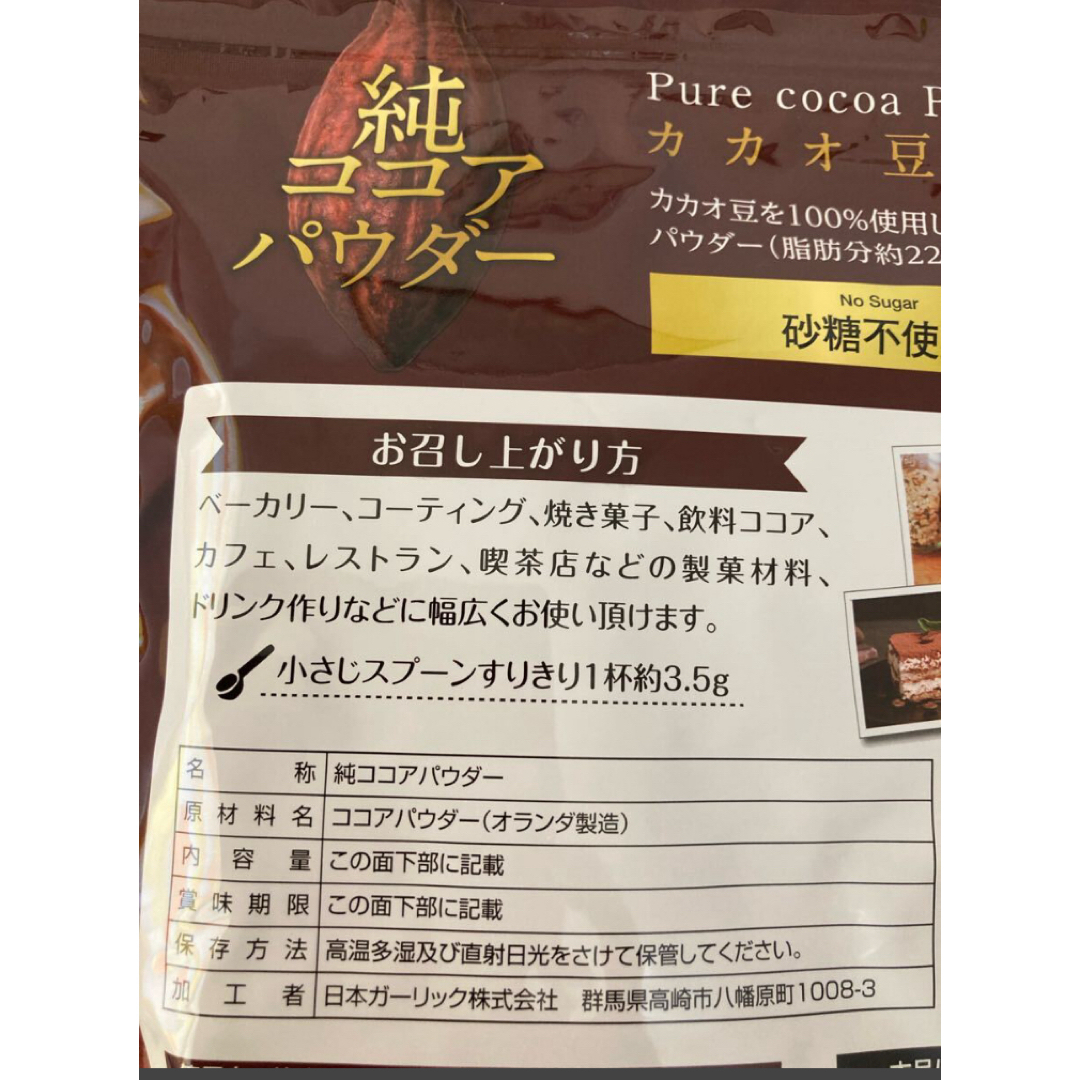 純
ココア
パウダー
Pure cocoa
カカオ豆
カカオ豆を100%使用し
パウダー(脂肪分約22
No Sugar
砂糖不使
お召し上がり方
ベーカリー、コーティング、焼き菓子、飲料ココア、
カフェ、レストラン、喫茶店などの製菓材料、
ドリンク作りなどに幅広くお使い頂けます。
小さじスプーンすりきり1杯約3.5g
名称 純ココアパウダー
原材料名 ココアパウダー(オランダ製造)
内容量 この面下部に記載
賞味期限 この面下部に記載
保存方法 高温多湿及び直射日光をさけて保管してください。
加工者 日本ガーリック株式会社 群馬県高崎市八幡原町1008-3